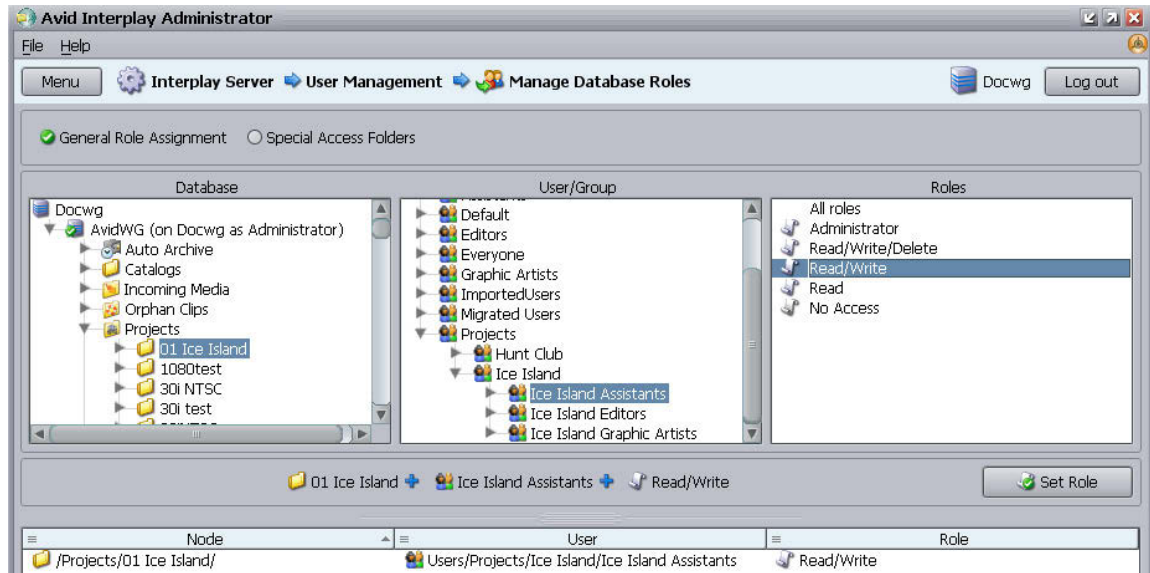 Avid Interplay Administrator
File Help
Menu Interplay Server User Management Manage Database Roles Docwg Log out
General Role Assignment Special Access Folders
Database
Docwg
AvidWG (on Docwg as Administrator)
Auto Archive
Catalogs
Incoming Media
Orphan Clips
Projects
01 Ice Island
1080test
30i NTSC
30i test
User/Group
Default
Editors
Everyone
Graphic Artists
ImportedUsers
Migrated Users
Projects
Hunt Club
Ice Island
Ice Island Assistants
Ice Island Editors
Ice Island Graphic Artists
Roles
All roles
Administrator
Read/Write/Delete
Read/Write
Read
No Access
01 Ice Island + Ice Island Assistants + Read/Write Set Role
Node User Role
/Projects/01 Ice Island/ Users/Projects/Ice Island/Ice Island Assistants Read/Write